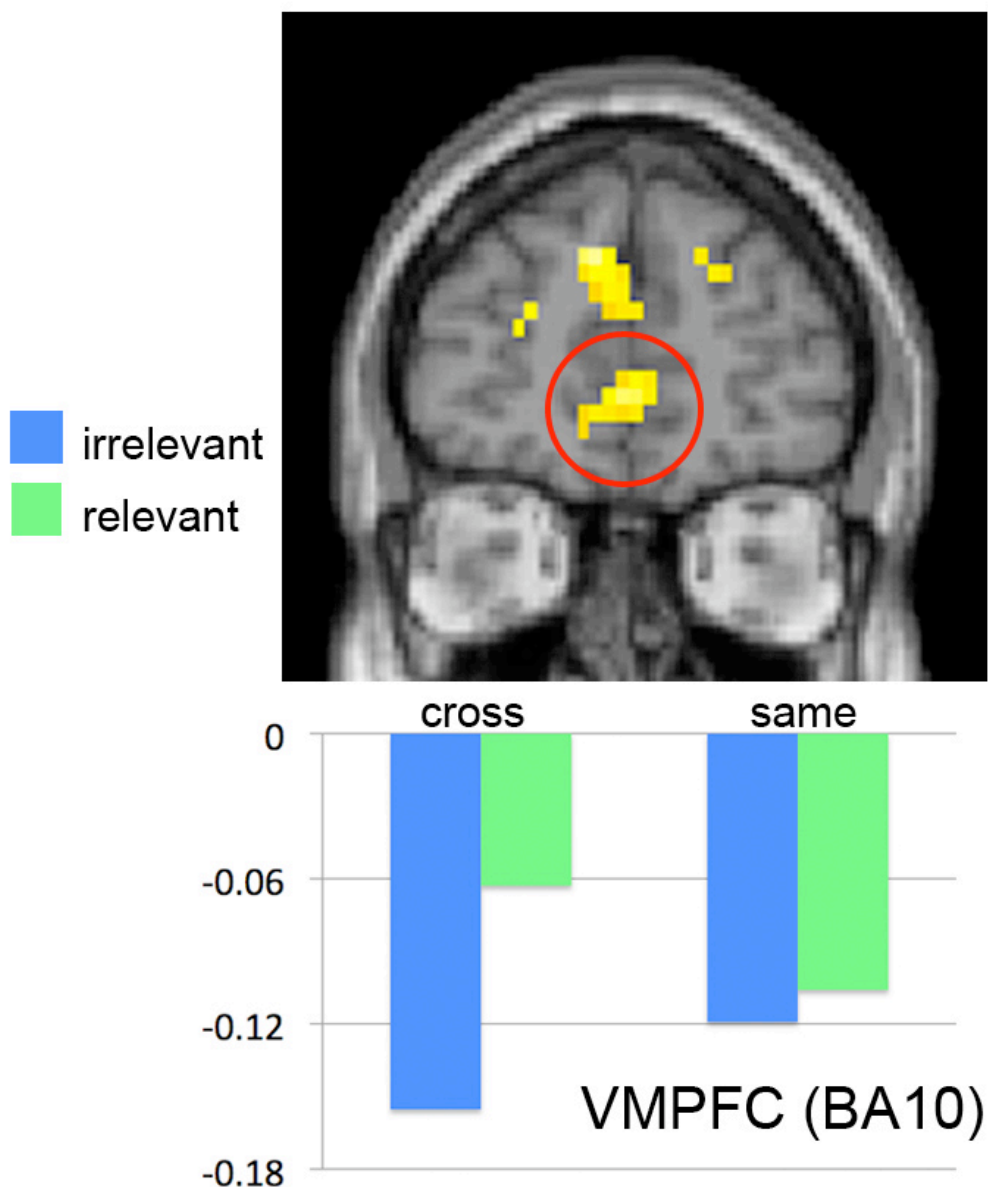 irrelevant
relevant
cross same
0
-0.06
-0.12
VMPFC (BA10)
-0.18